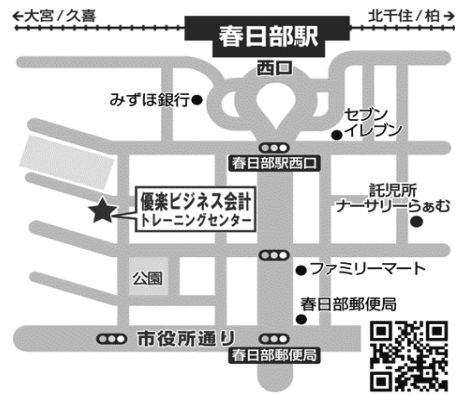 ←大宮/久喜
北千住/柏→
春日部駅
西口
みずほ銀行
セブン
イレブン
春日部駅西口
託児所
ナーサリーらぁむ
優楽ビジネス会計
トレーニングセンター
ファミリーマート
公園
春日部郵便局
市役所通り
春日部郵便局